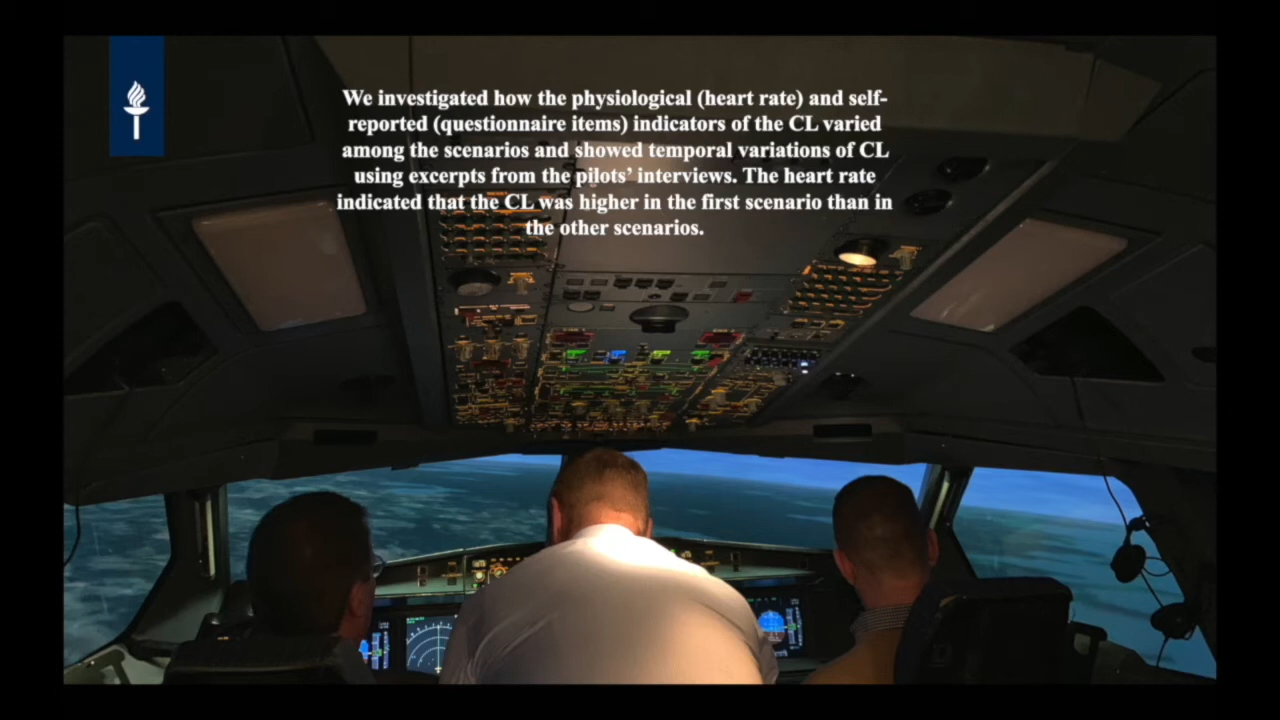 We investigated how the physiological (heart rate) and self-
reported (questionnaire items) indicators of the CL varied
among the scenarios and showed temporal variations of CL
using excerpts from the pilots’ interviews. The heart rate
indicated that the CL was higher in the first scenario than in
the other scenarios.